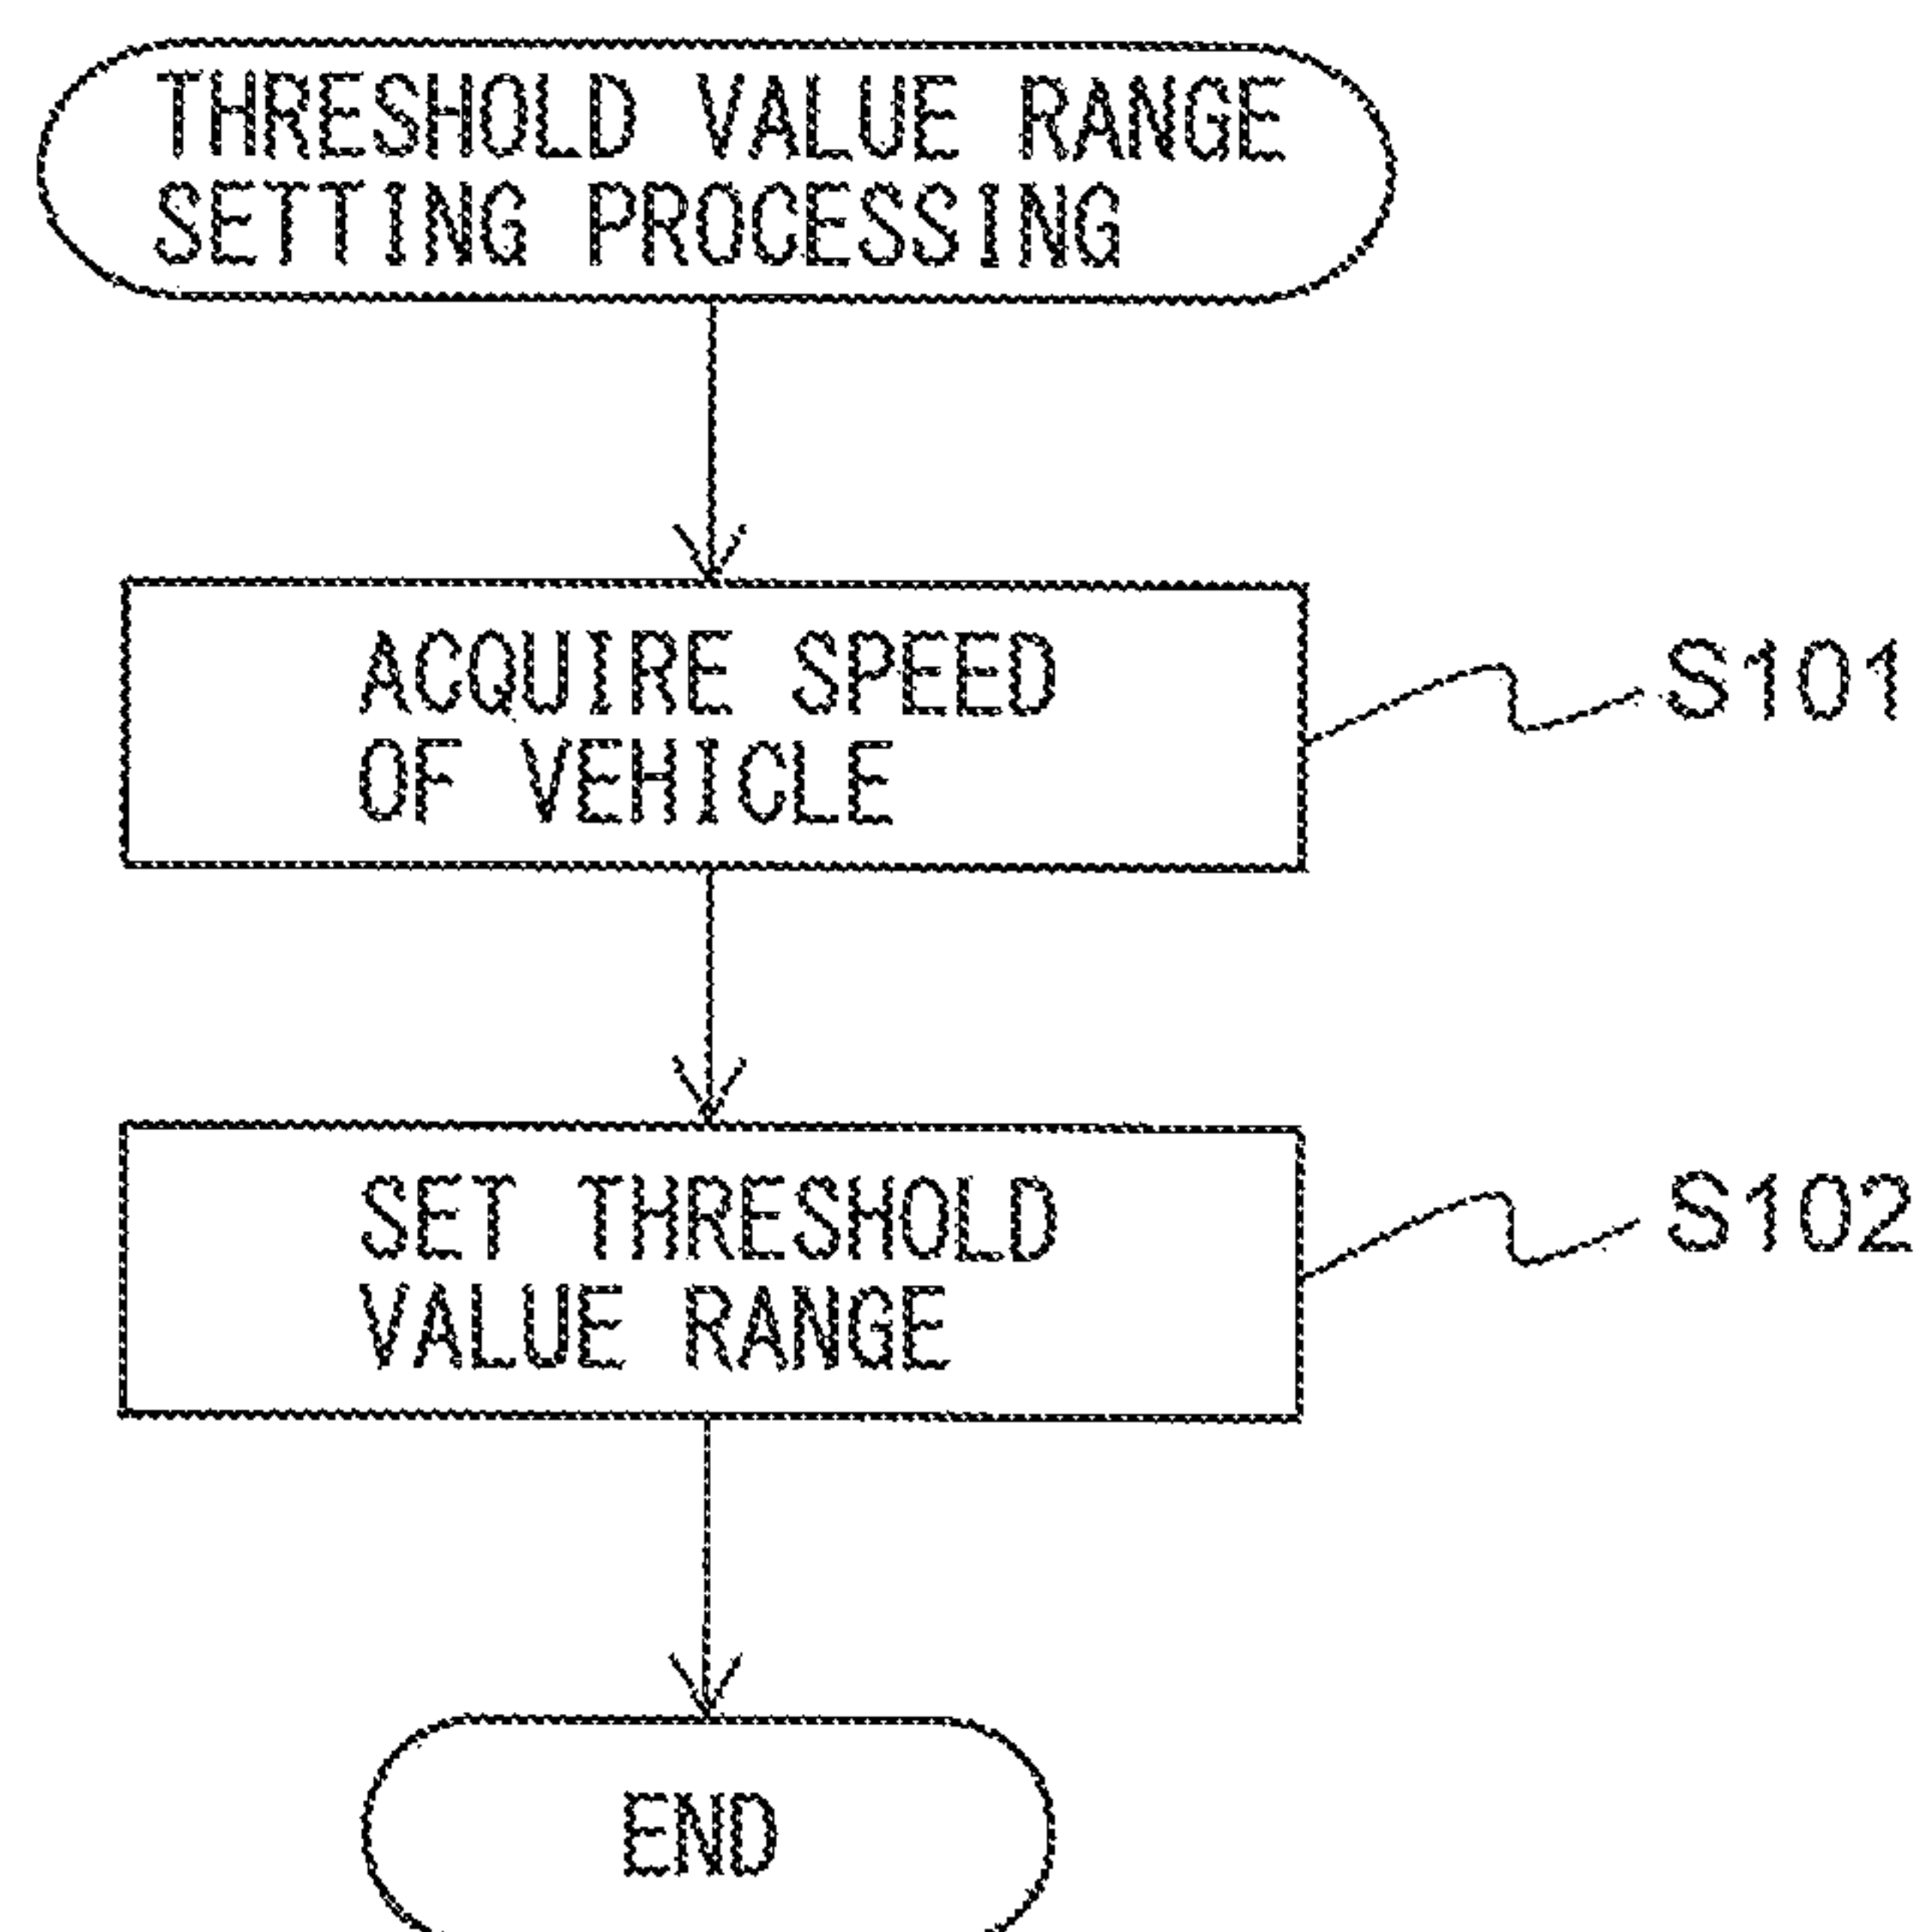 THRESHOLD VALUE RANGE
SETTING PROCESSING
ACQUIRE SPEED
OF VEHICLE
S101
SET THRESHOLD
VALUE RANGE
S102
END